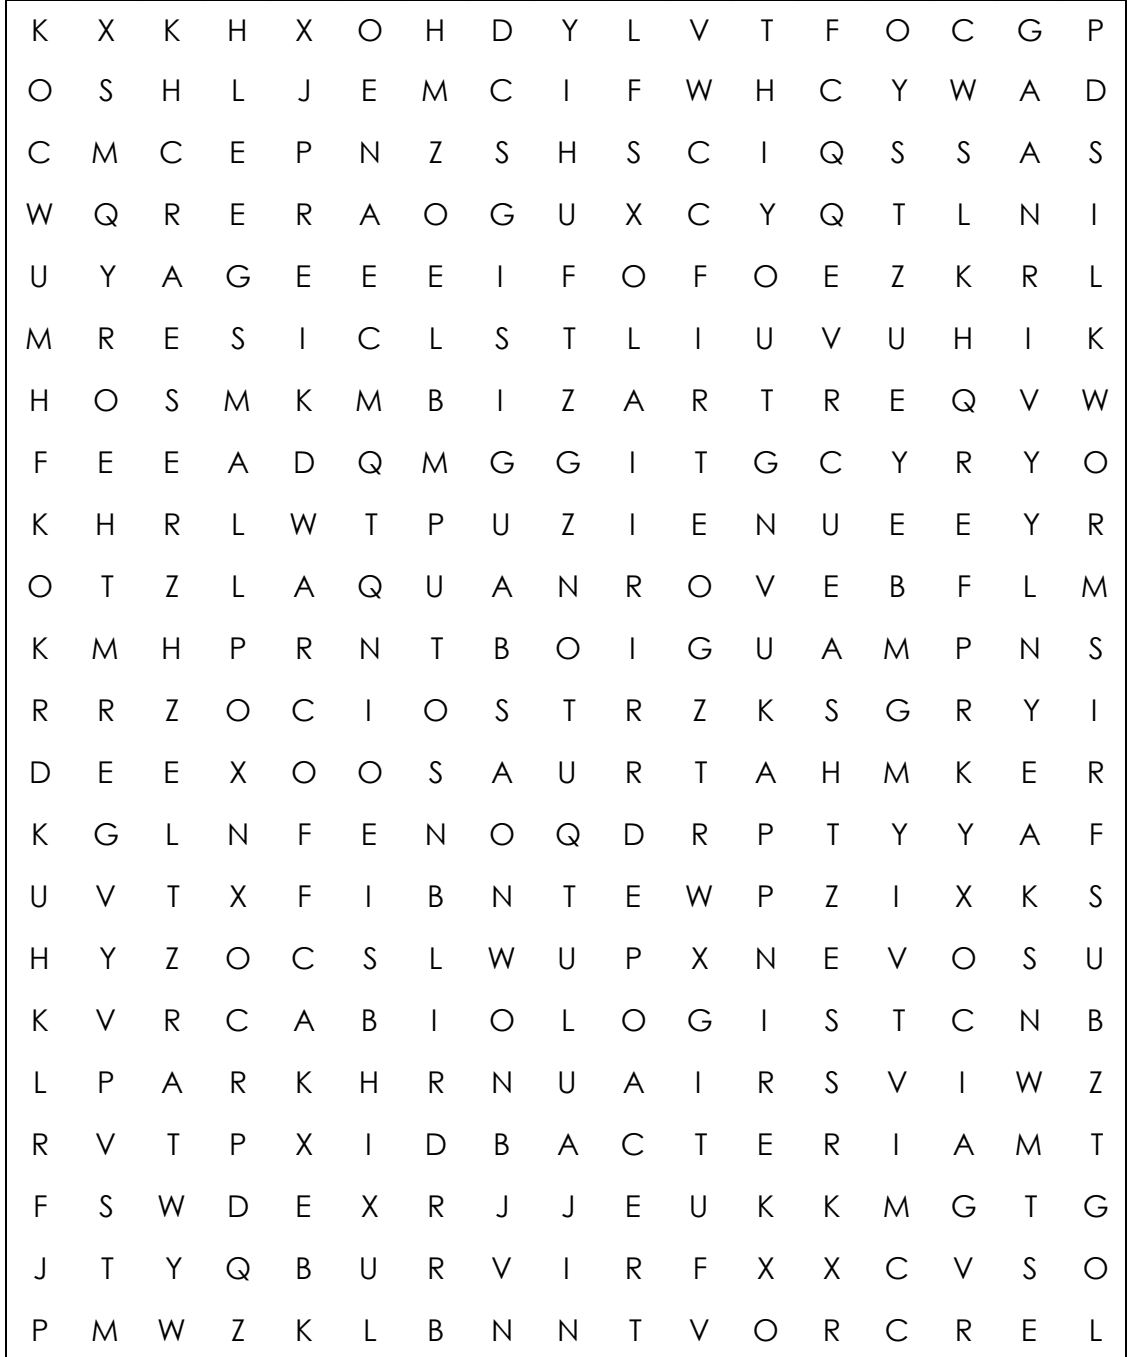 K X K H X O H D Y L V T F O C G P
O S H L J E M C I F W H C Y W A D
C M C E P N Z S H S C I Q S S A S
W Q R E R A O G U X C Y Q T L N I
U Y A G E E E I F O F O E Z K R L
M R E S I C L S T L I U V U H I K
H O S M K M B I Z A R T R E Q V W
F E E A D Q M G G I T G C Y R Y O
K H R L W T P U Z I E N U E E Y R
O T Z L A Q U A N R O V E B F L M
K M H P R N T B O I G U A M P N S
R R Z O C I O S T R Z K S G R Y I
D E E X O O S A U R T A H M K E R
K G L N F E N O Q D R P T Y Y A F
U V T X F I B N T E W P Z I X K S
H Y Z O C S L W U P X N E V O S U
K V R C A B I O L O G I S T C N B
L P A R K H R N U A I R S V I W Z
R V T P X I D B A C T E R I A M T
F S W D E X R J J E U K K M G T G
J T Y Q B U R V I R F X X C V S O
P M W Z K L B N N T V O R C R E L